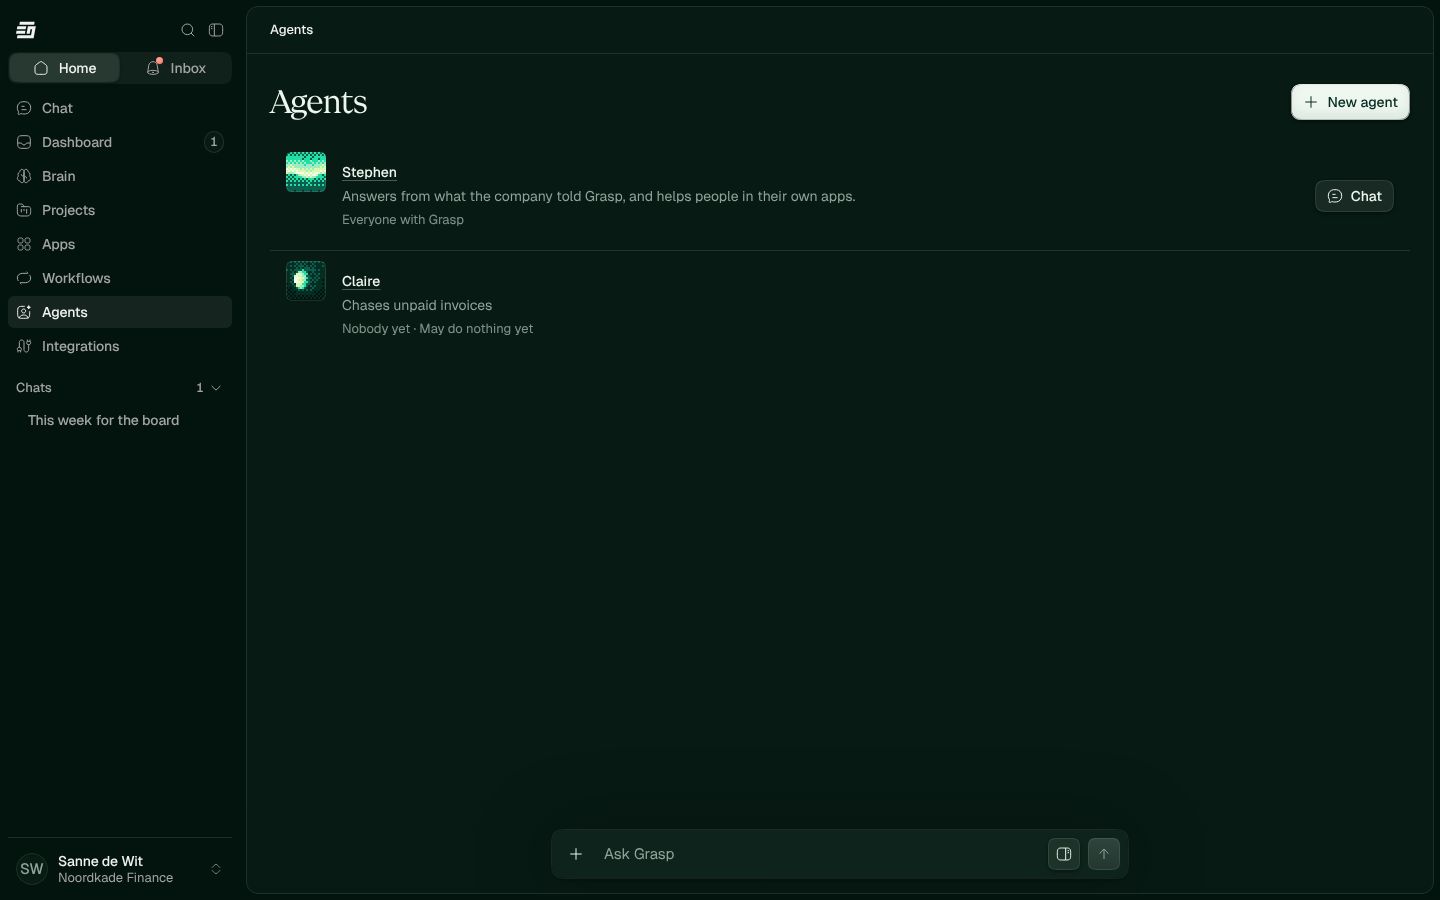 Home
Inbox
Chat
Dashboard
1
Brain
Projects
Apps
Workflows
Agents
Integrations
Chats
1
This week for the board
SW
Sanne de Wit
Noordkade Finance
Agents
Agents
New agent
Stephen
Answers from what the company told Grasp, and helps people in their own apps.
Everyone with Grasp
Chat
Claire
Chases unpaid invoices
Nobody yet · May do nothing yet
Ask Grasp